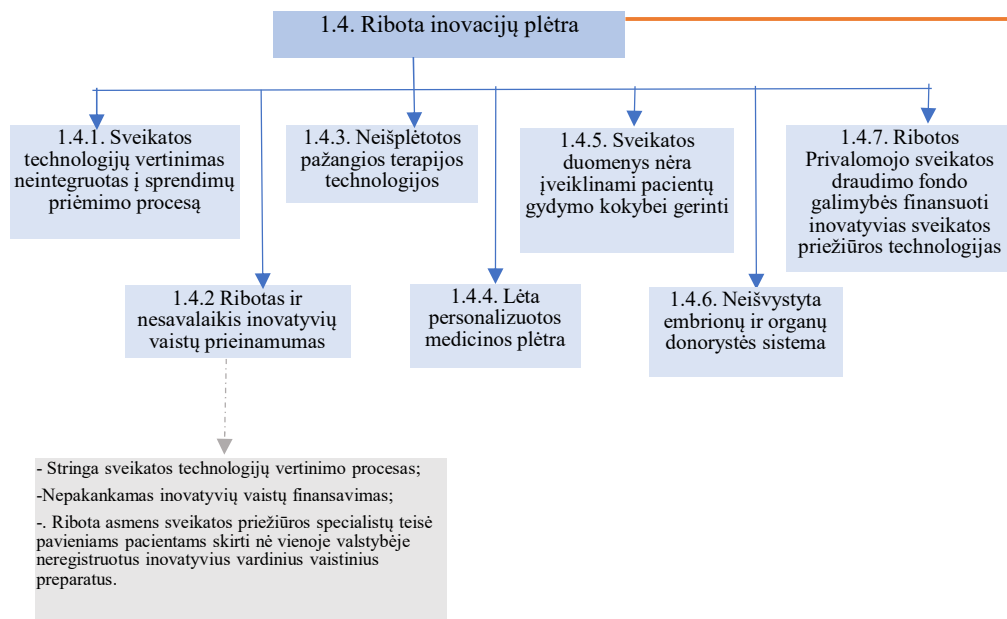 1.4. Ribota inovacijų plėtra
1.4.1. Sveikatos
technologijų vertinimas
neintegruotas į sprendimų
priėmimo procesą
1.4.3. Neišplėtotos
pažangios terapijos
technologijos
1.4.5. Sveikatos
duomenys nėra
įveiklinami pacientų
gydymo kokybei gerinti
1.4.7. Ribotos
Privalomojo sveikatos
draudimo fondo
galimybės finansuoti
inovatyvias sveikatos
priežiūros technologijas
1.4.2 Ribotas ir
nesavalaikis inovatyvių
vaistų prieinamumas
1.4.4. Lėta
personalizuotos
medicinos plėtra
1.4.6. Neišvystyta
embrionų ir organų
donorystės sistema
- Stringa sveikatos technologijų vertinimo procesas;
-Nepakankamas inovatyvių vaistų finansavimas;
-. Ribota asmens sveikatos priežiūros specialistų teisė
pavieniams pacientams skirti nė vienoje valstybėje
neregistruotus inovatyvius vardinius vaistinius
preparatus.